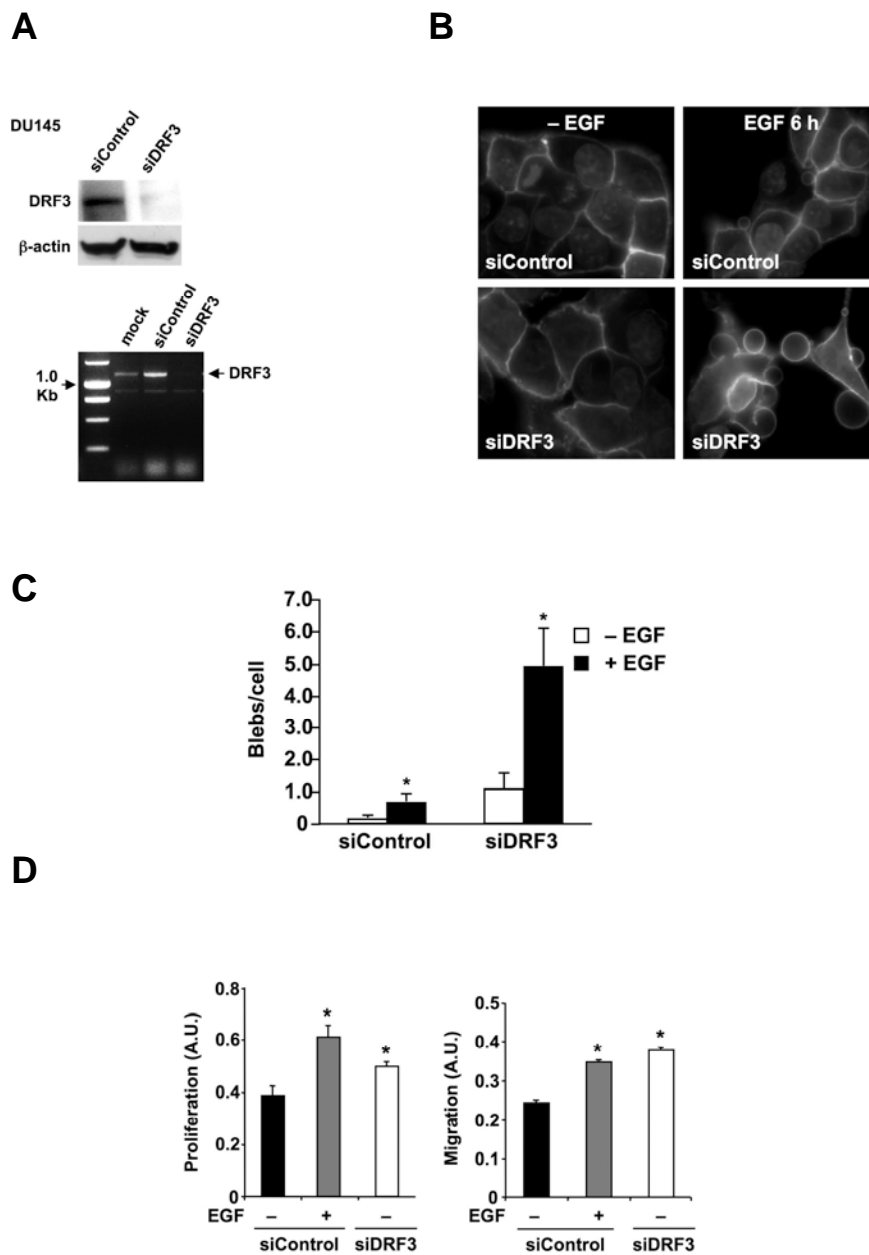 A
DU145
siControl
siDRF3
DRF3
β-actin
mock
siControl
siDRF3
1.0
Kb
DRF3
B
– EGF
EGF 6 h
siControl
siControl
siDRF3
siDRF3
C
7.0
6.0
5.0
4.0
3.0
2.0
1.0
0
Blebs/cell
*
*
– EGF
+ EGF
siControl
siDRF3
D
Proliferation (A.U.)
0.8
0.6
0.4
0.2
0
*
*
EGF – + –
siControl siDRF3
Migration (A.U.)
0.5
0.4
0.3
0.2
0.1
0
*
*
EGF – + –
siControl siDRF3